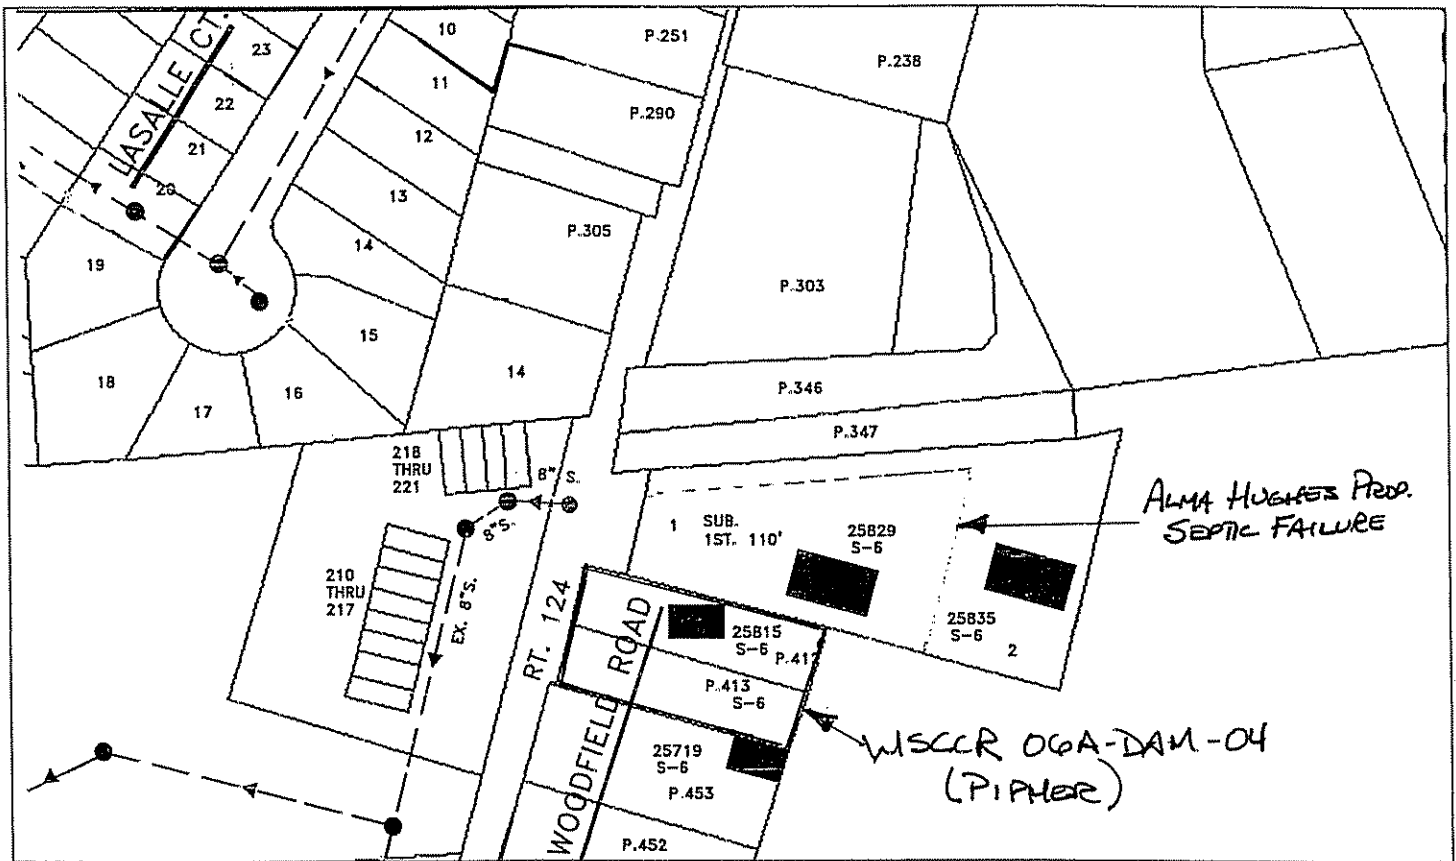 LASALLE CT.
23
22
21
20
19
18
17
16
15
14
13
12
11
10
P.251
P.290
P.305
14
P.238
P.303
P.346
P.347
218
THRU
221
8" S.
8"S.
EX. 8"S.
210
THRU
217
RT. 124
WOODFIELD ROAD
1
SUB.
1ST. 110'
25829
S-6
25835
S-6
2
25815
S-6
P.417
P.413
S-6
25719
S-6
P.453
P.452
ALMA HUGHES PROP.
SEPTIC FAILURE
WSCCR 06A-DAM-04
(PIPHER)